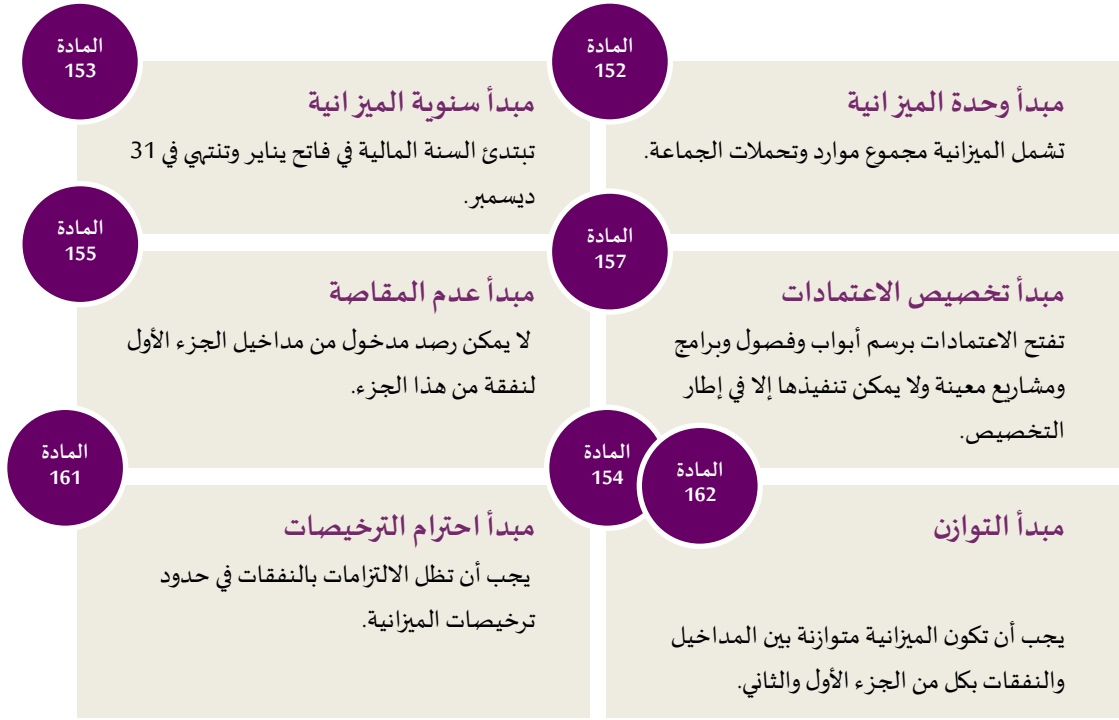 المادة
152
مبدأ وحدة الميزانية
تشمل الميزانية مجموع موارد وتحملات الجماعة.
المادة
153
مبدأ سنوية الميزانية
تبتدئ السنة المالية في فاتح يناير وتنتهي في 31
ديسمبر.
المادة
157
مبدأ تخصيص الاعتمادات
تفتح الاعتمادات برسم أبواب وفصول وبرامج
ومشاريع معينة ولا يمكن تنفيذها إلا في إطار
التخصيص.
المادة
155
مبدأ عدم المقاصة
لا يمكن رصد مدخول من مداخيل الجزء الأول
لنفقة من هذا الجزء.
المادة
154
المادة
162
مبدأ التوازن
يجب أن تكون الميزانية متوازنة بين المداخيل
والنفقات بكل من الجزء الأول والثاني.
المادة
161
مبدأ احترام الترخيصات
يجب أن تظل الالتزامات بالنفقات في حدود
ترخيصات الميزانية.